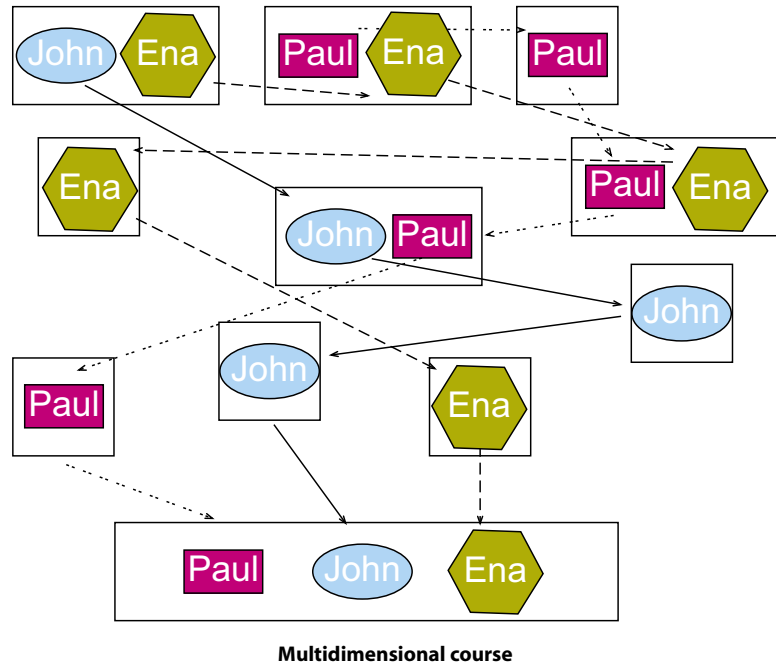 John Ena Paul Ena Paul
Ena Paul Ena
John Paul
John
John
Paul Ena
Paul John Ena
Multidimensional course